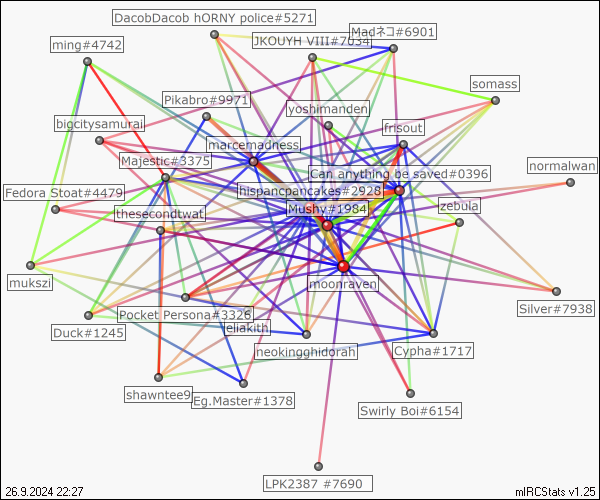 DacobDacob hORNY police#5271
JKOUYH VIII#7034
Madネコ#6901
ming#4742
somass
Pikabro#9971
yoshimanden
bigcitysamurai
frisout
marcemadness
Majestic#3375
normalwan
Can anything be saved#0396
hispancpancakes#2928
Fedora Stoat#4479
Mushy#1984
zebula
thesecondtwat
mukszi
moonraven
Silver#7938
Pocket Persona#3326
Duck#1245
eliakith
neokingghidorah
Cypha#1717
shawntee9
Eg.Master#1378
Swirly Boi#6154
LPK2387 #7690
26.9.2024 22:27
mIRCStats v1.25